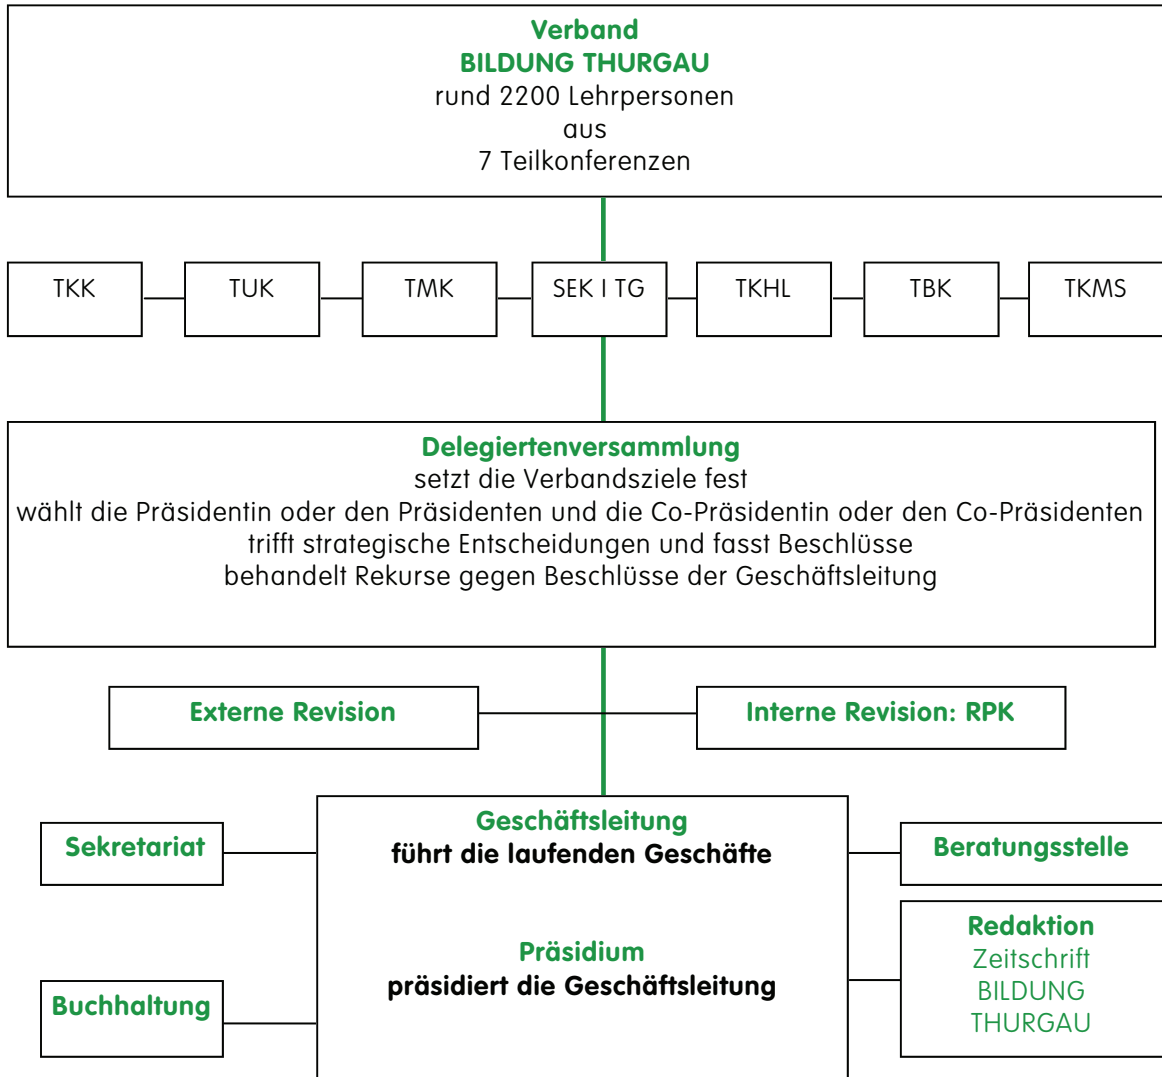 Verband
BILDUNG THURGAU
rund 2200 Lehrpersonen
aus
7 Teilkonferenzen
TKK
TUK
TMK
SEK I TG
TKHL
TBK
TKMS
Delegiertenversammlung
setzt die Verbandsziele fest
wählt die Präsidentin oder den Präsidenten und die Co-Präsidentin oder den Co-Präsidenten
trifft strategische Entscheidungen und fasst Beschlüsse
behandelt Rekurse gegen Beschlüsse der Geschäftsleitung
Externe Revision
Interne Revision: RPK
Sekretariat
Geschäftsleitung
führt die laufenden Geschäfte
Präsidium
präsidiert die Geschäftsleitung
Beratungsstelle
Buchhaltung
Redaktion
Zeitschrift
BILDUNG
THURGAU